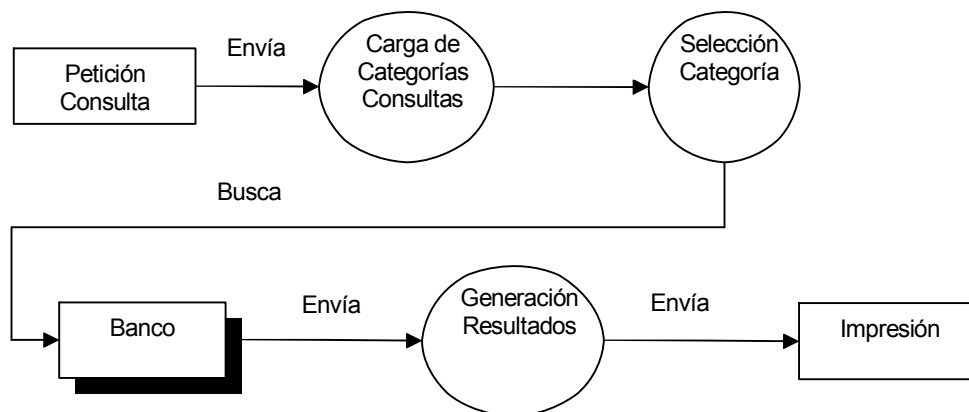 Envía
Petición
Consulta
Carga de
Categorías
Consultas
Selección
Categoría
Busca
Banco
Envía
Generación
Resultados
Envía
Impresión